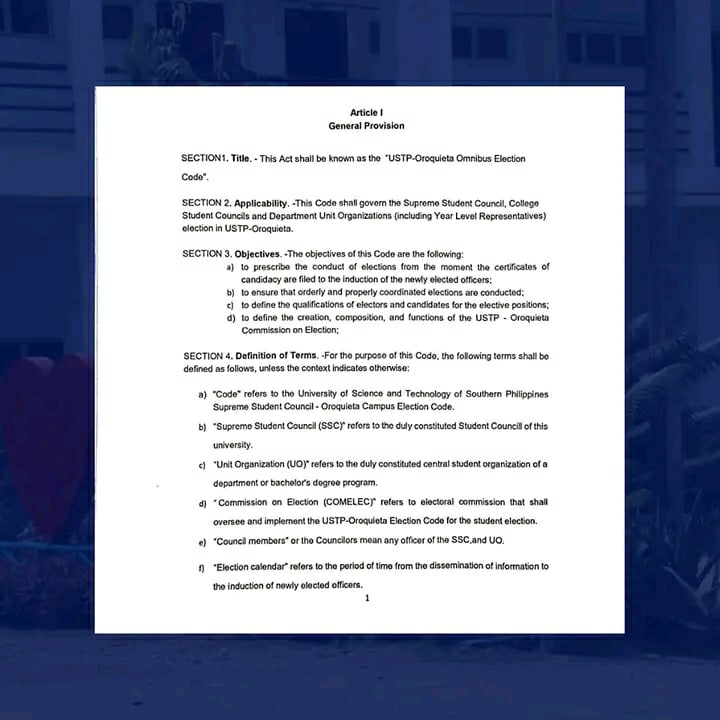 Article I
General Provision
SECTION1. Title. - This Act shall be known as the "USTP-Oroquieta Omnibus Election
Code".
SECTION 2. Applicability. -This Code shall govern the Supreme Student Council, College
Student Councils and Department Unit Organizations (including Year Level Representatives)
election in USTP-Oroquieta.
SECTION 3. Objectives. -The objectives of this Code are the following:
a) to prescribe the conduct of elections from the moment the certificates of
candidacy are filed to the induction of the newly elected officers;
b) to ensure that orderly and properly coordinated elections are conducted;
c) to define the qualifications of electors and candidates for the elective positions;
d) to define the creation, composition, and functions of the USTP - Oroquieta
Commission on Election;
SECTION 4. Definition of Terms. -For the purpose of this Code, the following terms shall be
defined as follows, unless the context indicates otherwise:
a) "Code" refers to the University of Science and Technology of Southern Philippines
Supreme Student Council - Oroquieta Campus Election Code.
b) "Supreme Student Council (SSC)" refers to the duly constituted Student Councill of this
university.
c) "Unit Organization (UO)" refers to the duly constituted central student organization of a
department or bachelor's degree program.
d) "Commission on Election (COMELEC)" refers to electoral commission that shall
oversee and implement the USTP-Oroquieta Election Code for the student election.
e) "Council members" or the Councilors mean any officer of the SSC,and UO.
f) "Election calendar" refers to the period of time from the dissemination of information to
the induction of newly elected officers.
1